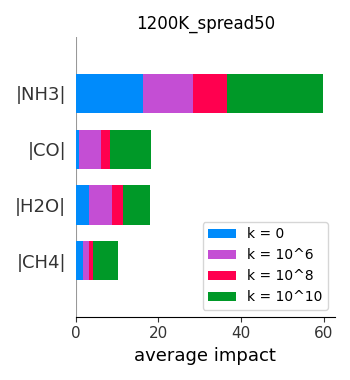 1200K_spread50
|NH3|
|CO|
|H2O|
|CH4|
k = 0
k = 10^6
k = 10^8
k = 10^10
0 20 40 60
average impact